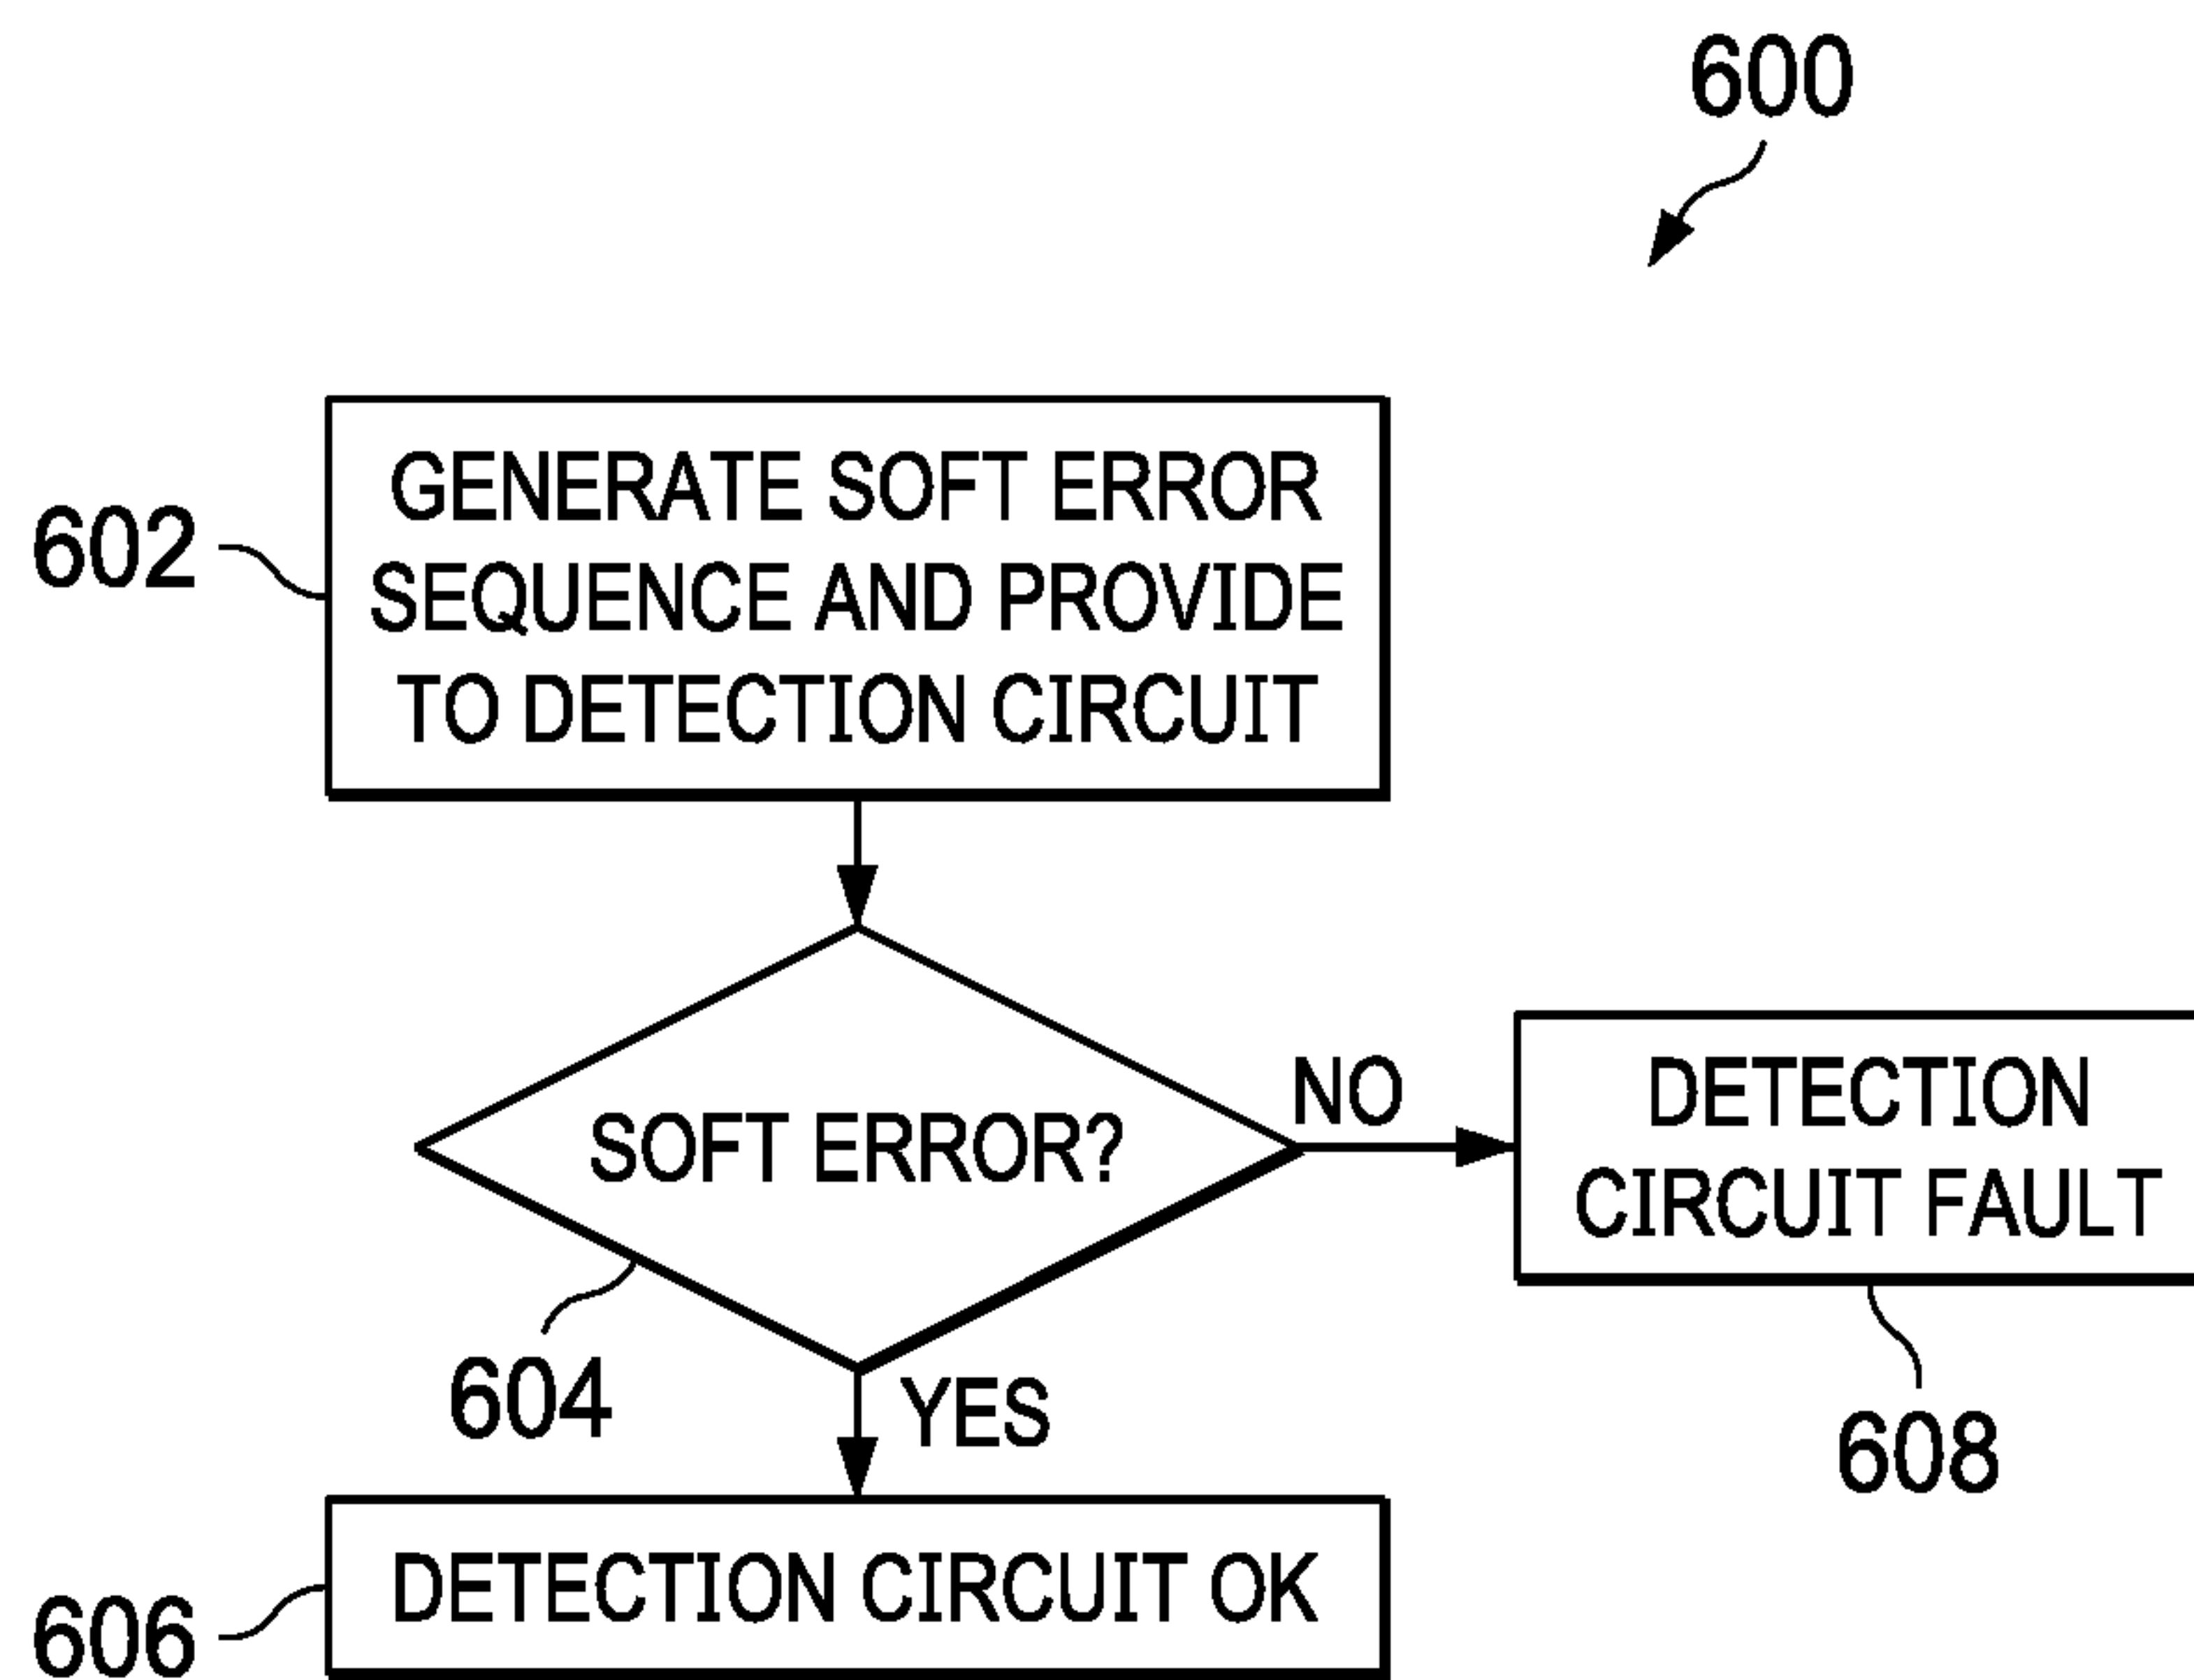 600
GENERATE SOFT ERROR
SEQUENCE AND PROVIDE
TO DETECTION CIRCUIT
602
SOFT ERROR?
604
NO
DETECTION
CIRCUIT FAULT
608
YES
DETECTION CIRCUIT OK
606